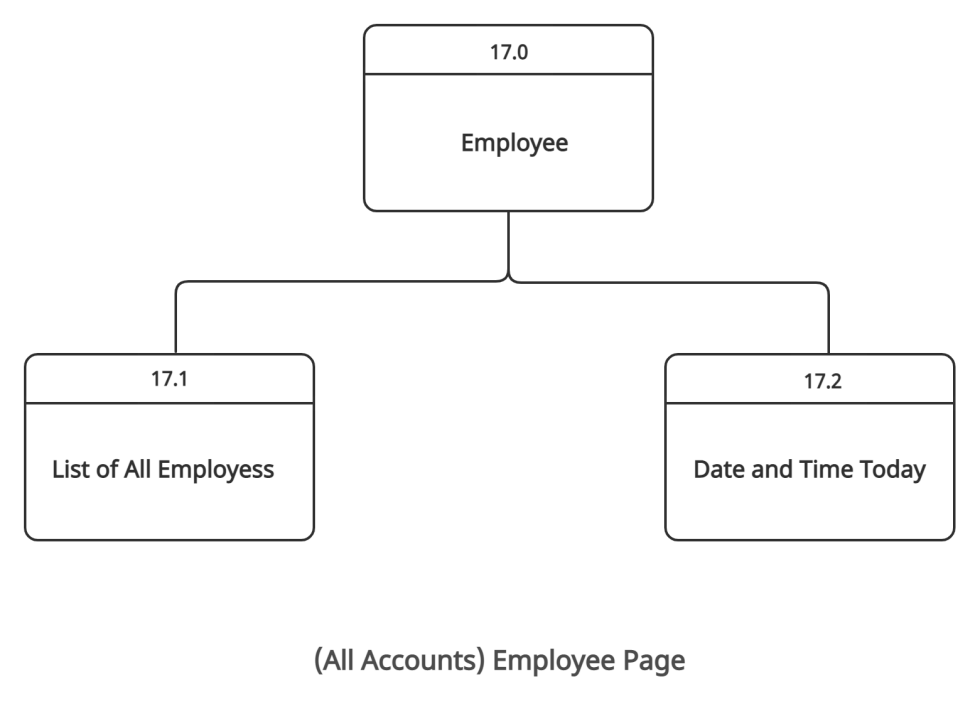 17.0
Employee
17.1
List of All Employess
17.2
Date and Time Today
(All Accounts) Employee Page